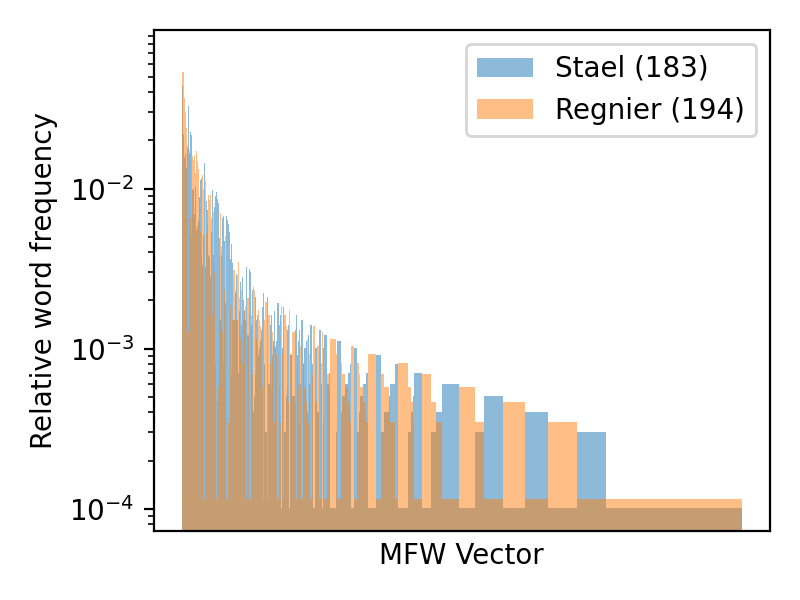 Stael (183)
Regnier (194)
Relative word frequency
10⁻²
10⁻³
10⁻⁴
MFW Vector